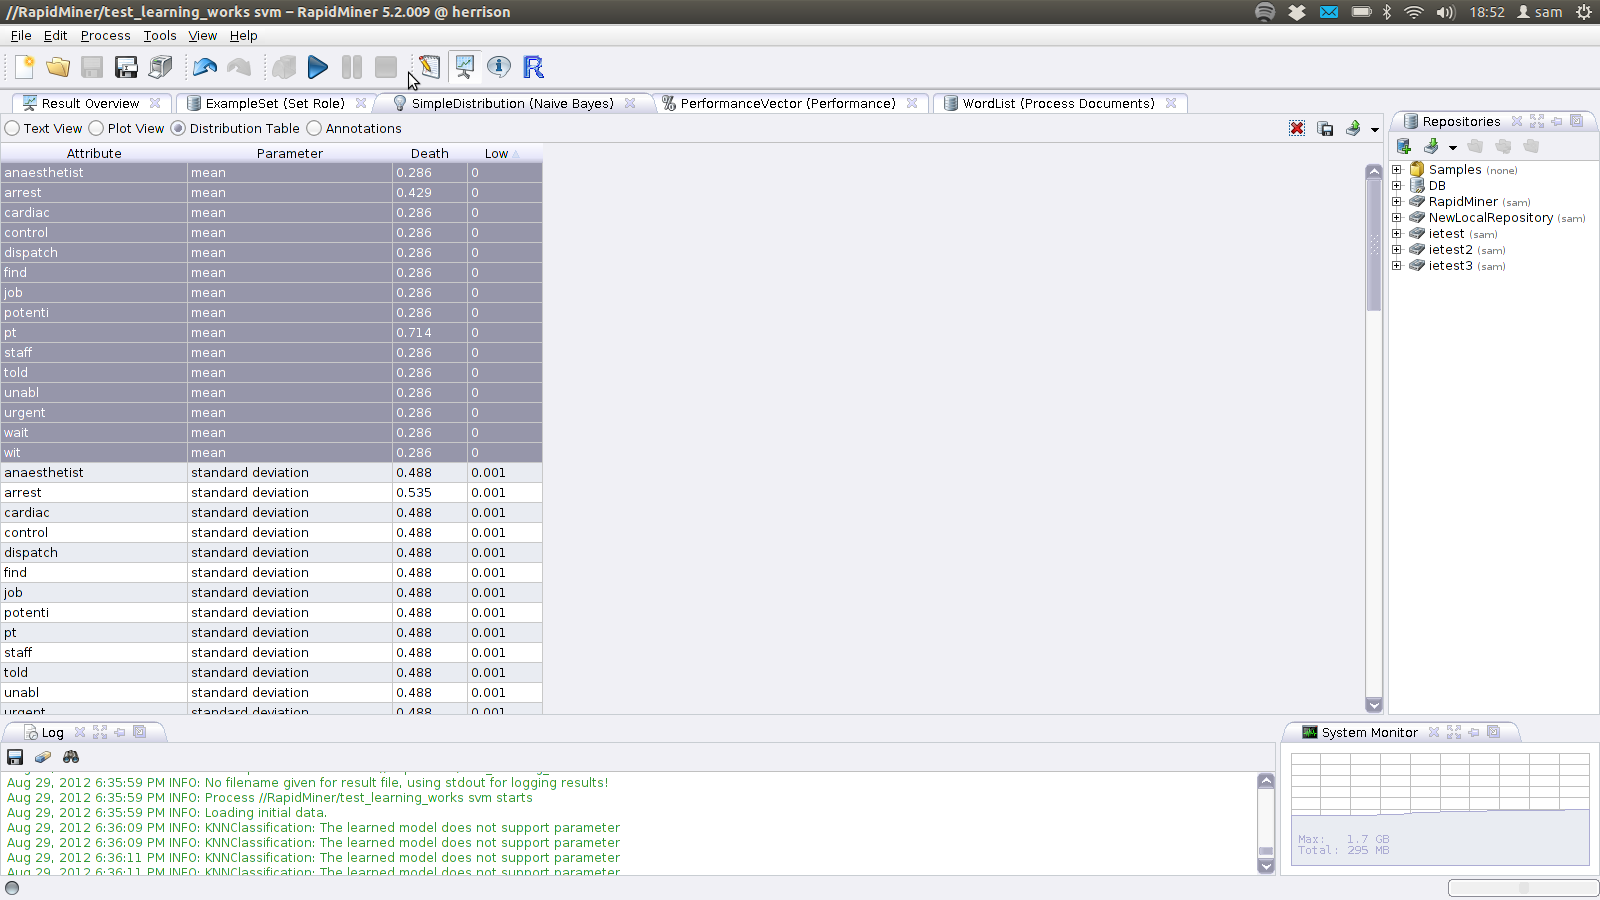 //RapidMiner/test_learning_works svm – RapidMiner 5.2.009 @ herrison
18:52 sam
File Edit Process Tools View Help
Result Overview ExampleSet (Set Role) SimpleDistribution (Naive Bayes) PerformanceVector (Performance) WordList (Process Documents)
Text View Plot View Distribution Table Annotations
Attribute Parameter Death Low
anaesthetist mean 0.286 0
arrest mean 0.429 0
cardiac mean 0.286 0
control mean 0.286 0
dispatch mean 0.286 0
find mean 0.286 0
job mean 0.286 0
potenti mean 0.286 0
pt mean 0.714 0
staff mean 0.286 0
told mean 0.286 0
unabl mean 0.286 0
urgent mean 0.286 0
wait mean 0.286 0
wit mean 0.286 0
anaesthetist standard deviation 0.488 0.001
arrest standard deviation 0.535 0.001
cardiac standard deviation 0.488 0.001
control standard deviation 0.488 0.001
dispatch standard deviation 0.488 0.001
find standard deviation 0.488 0.001
job standard deviation 0.488 0.001
potenti standard deviation 0.488 0.001
pt standard deviation 0.488 0.001
staff standard deviation 0.488 0.001
told standard deviation 0.488 0.001
unabl standard deviation 0.488 0.001
urgent standard deviation 0.488 0.001
Repositories
Samples (none)
DB
RapidMiner (sam)
NewLocalRepository (sam)
ietest (sam)
ietest2 (sam)
ietest3 (sam)
Log
Aug 29, 2012 6:35:59 PM INFO: No filename given for result file, using stdout for logging results!
Aug 29, 2012 6:35:59 PM INFO: Process //RapidMiner/test_learning_works svm starts
Aug 29, 2012 6:35:59 PM INFO: Loading initial data.
Aug 29, 2012 6:36:09 PM INFO: KNNClassification: The learned model does not support parameter
Aug 29, 2012 6:36:09 PM INFO: KNNClassification: The learned model does not support parameter
Aug 29, 2012 6:36:11 PM INFO: KNNClassification: The learned model does not support parameter
Aug 29, 2012 6:36:11 PM INFO: KNNClassification: The learned model does not support parameter
System Monitor
Max: 1.7 GB
Total: 295 MB